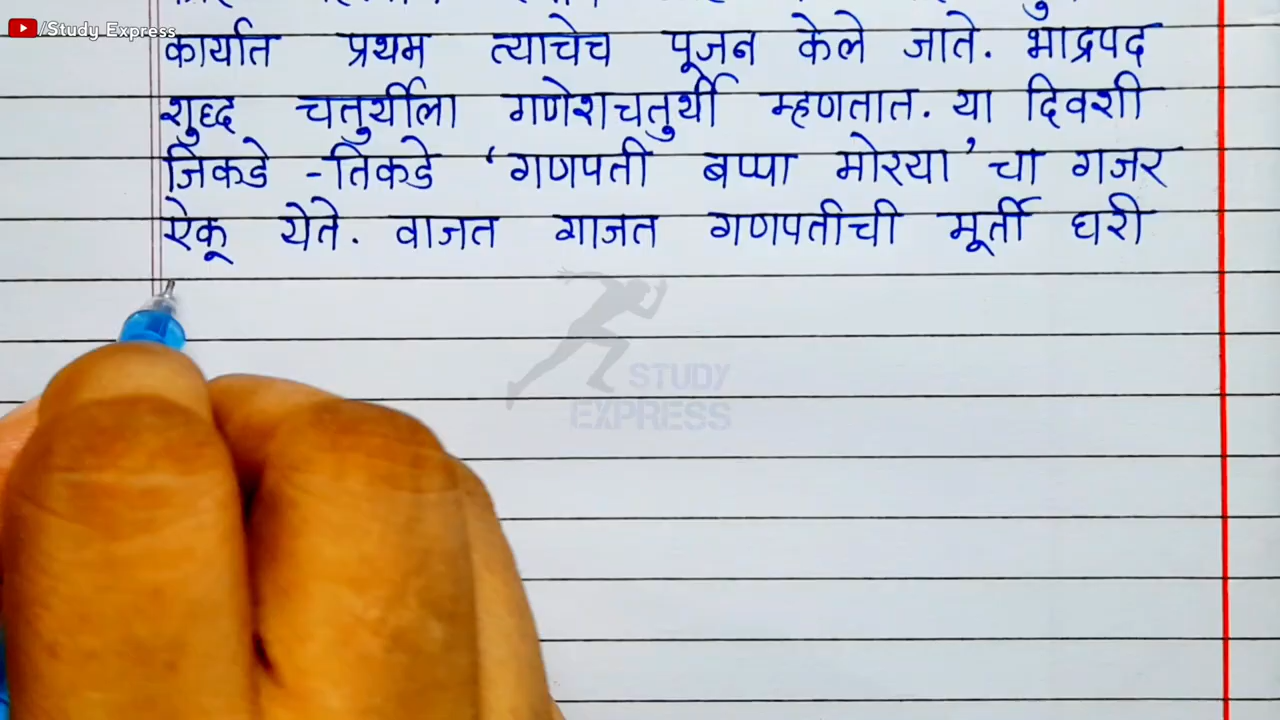 /Study Express
कार्यात प्रथम त्याचेच पूजन केले जाते. भाद्रपद
शुध्द चतुर्थीला गणेशचतुर्थी म्हणतात. या दिवशी
जिकडे -तिकडे ‘गणपती बप्पा मोरया’ चा गजर
ऐकू येते. वाजत गाजत गणपतीची मूर्ती घरी
STUDY
EXPRESS